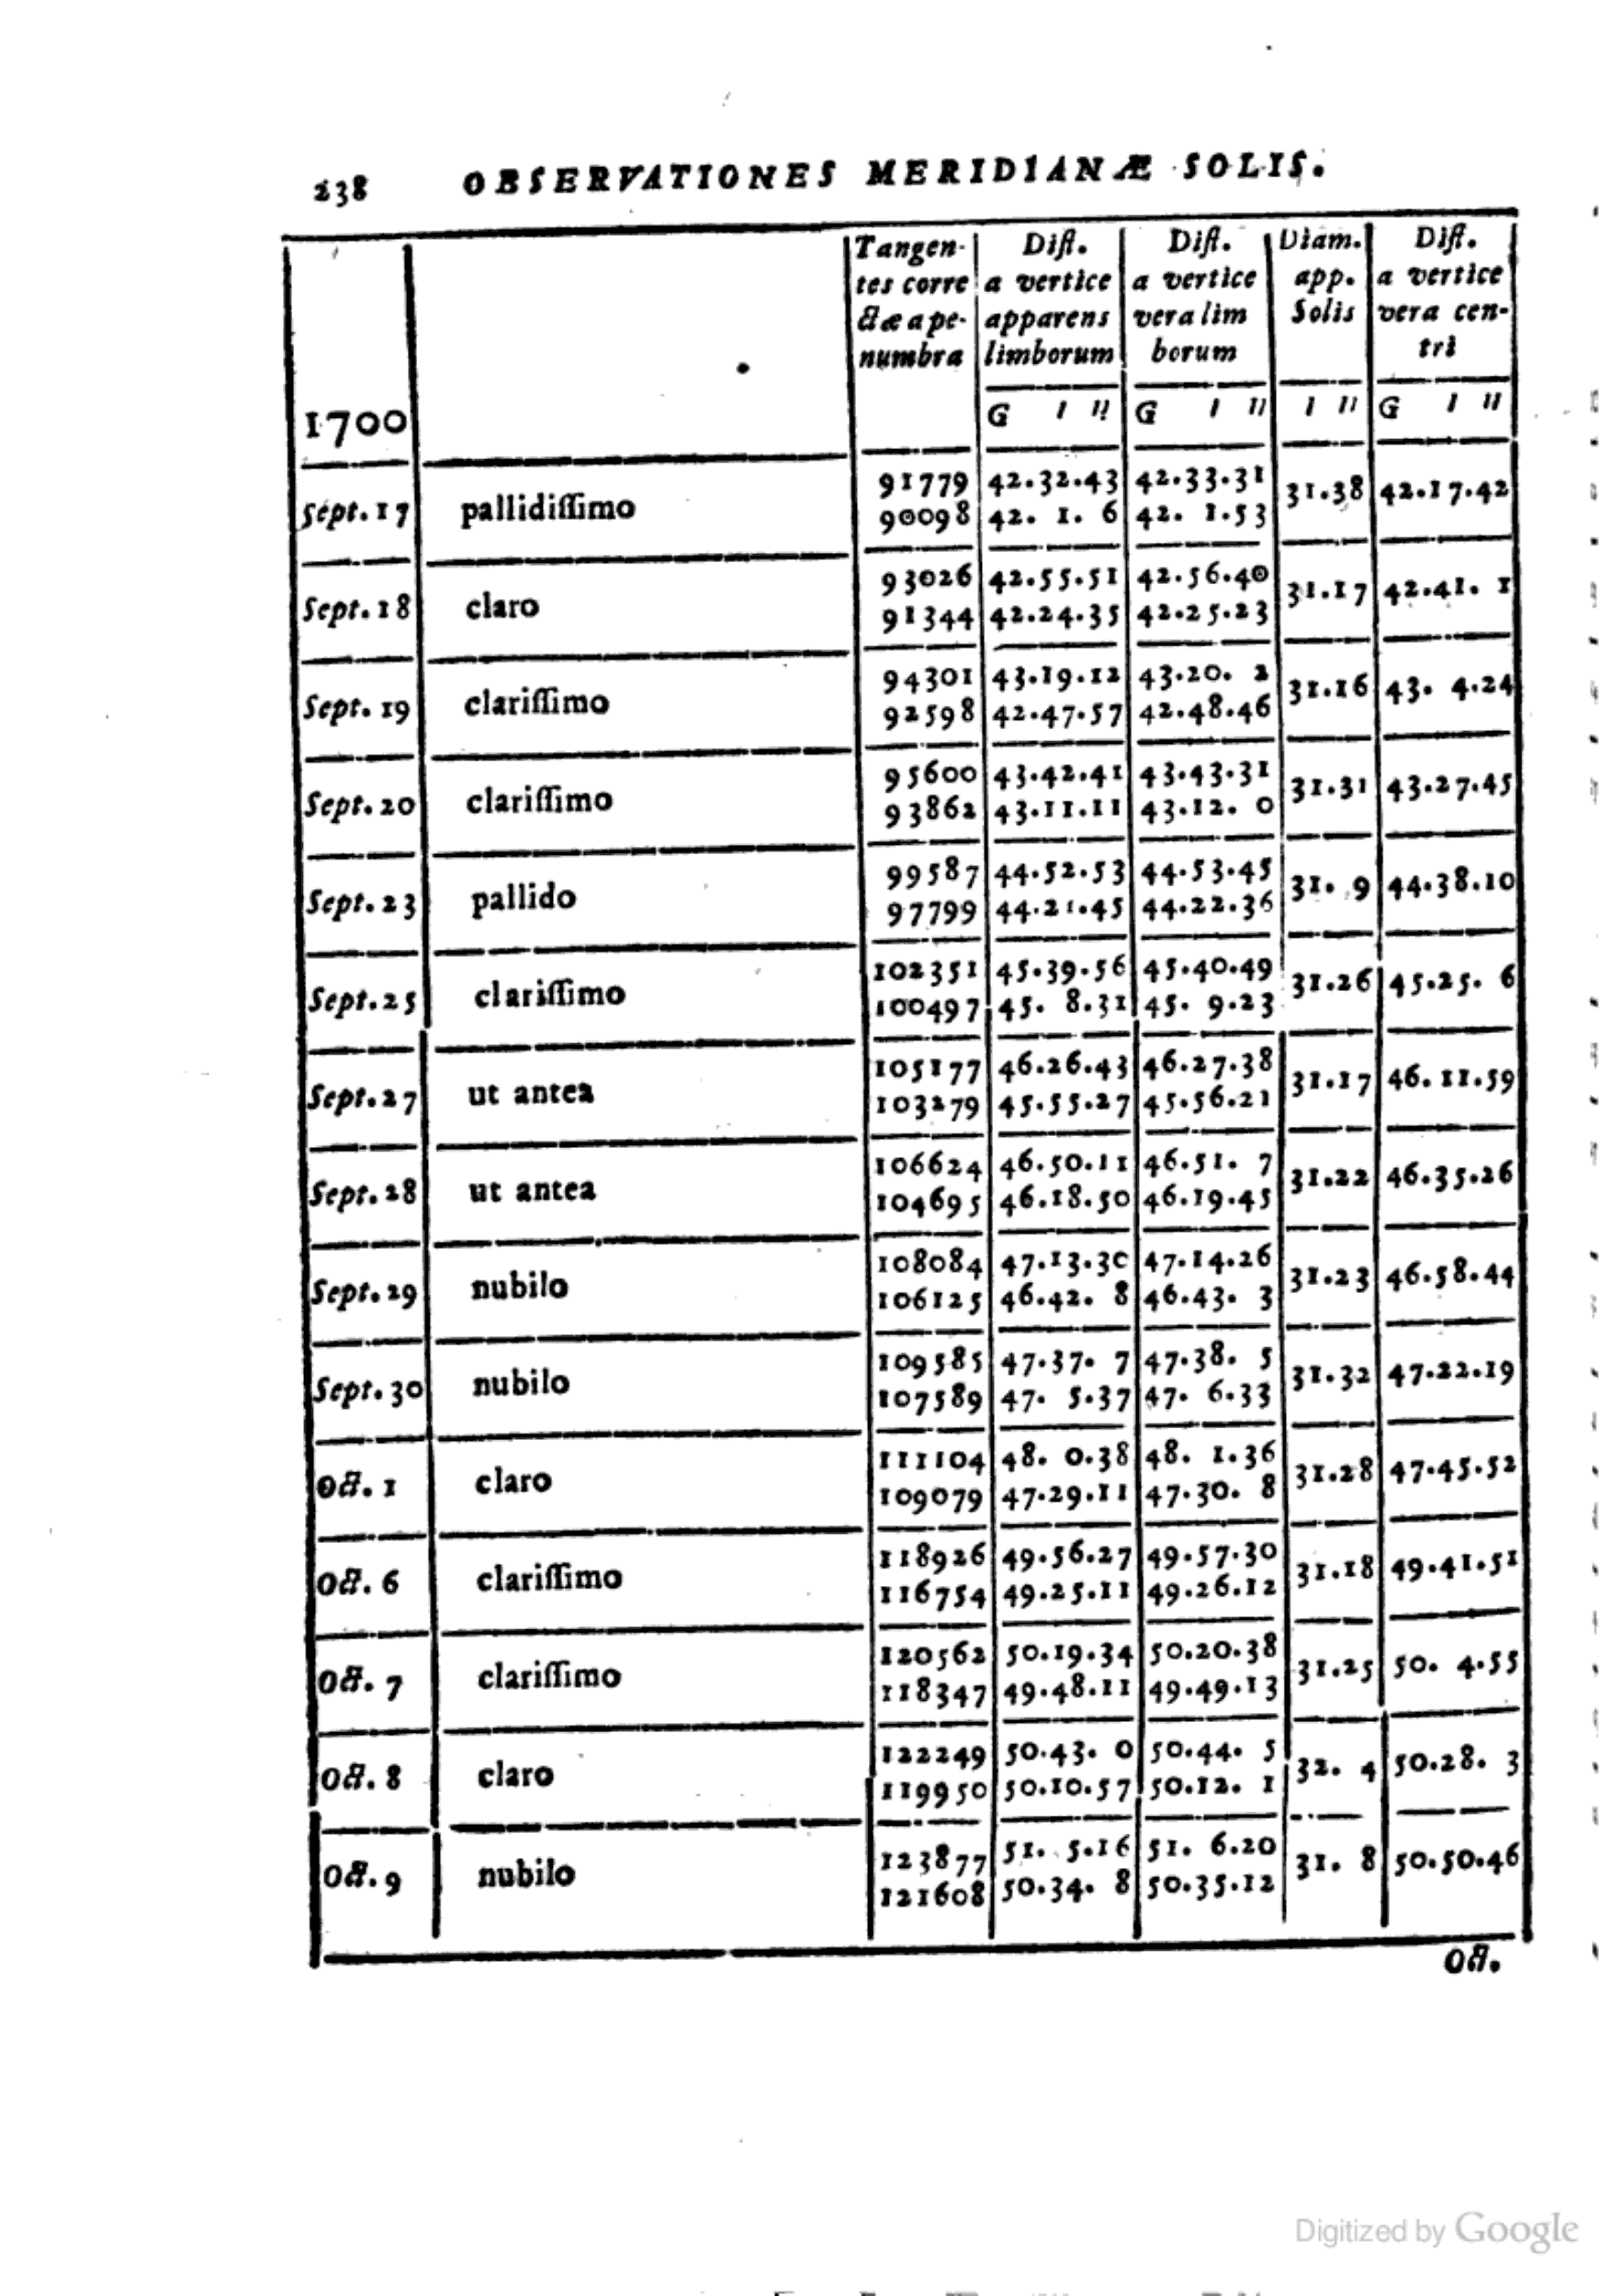 238 OBSERVATIONES MERIDIANÆ SOLIS.
1700
Tangentes correctæ a penumbra
Tangen- Dist. Dist. Diam. Dist.
tes corre a vertice a vertice app. a vertice
ctæ a pe- apparens vera lim Solis vera cen-
numbra limborum borum tri
G I II G I II I II G I II
Sept. 17 pallidissimo 91779 42.32.43 42.33.31 31.38 42.17.42
90098 42. 1. 6 42. 1.53
Sept. 18 claro 93026 42.55.51 42.56.40 31.17 42.41. 1
91344 42.24.35 42.25.23
Sept. 19 clarissimo 94301 43.19.12 43.20. 2 31.16 43. 4.24
92598 42.47.57 42.48.46
Sept. 20 clarissimo 95600 43.42.41 43.43.31 31.31 43.27.45
93862 43.11.11 43.12. 0
Sept. 23 pallido 99587 44.52.53 44.53.45 31. 9 44.38.10
97799 44.21.45 44.22.36
Sept. 25 clarissimo 102351 45.39.56 45.40.49 31.26 45.25. 6
100497 45. 8.31 45. 9.23
Sept. 27 ut antea 105177 46.26.43 46.27.38 31.17 46.11.59
103279 45.55.27 45.56.21
Sept. 28 ut antea 106624 46.50.11 46.51. 7 31.22 46.35.26
104695 46.18.50 46.19.45
Sept. 29 nubilo 108084 47.13.30 47.14.26 31.23 46.58.44
106125 46.42. 8 46.43. 3
Sept. 30 nubilo 109585 47.37. 7 47.38. 5 31.32 47.22.19
107589 47. 5.37 47. 6.33
Oct. 1 claro 111104 48. 0.38 48. 1.36 31.28 47.45.52
109079 47.29.11 47.30. 8
Oct. 6 clarissimo 118926 49.56.27 49.57.30 31.18 49.41.51
116754 49.25.11 49.26.12
Oct. 7 clarissimo 120562 50.19.34 50.20.38 31.25 50. 4.55
118347 49.48.11 49.49.13
Oct. 8 claro 122249 50.43. 0 50.44. 5 32. 4 50.28. 3
119950 50.10.57 50.12. 1
Oct. 9 nubilo 123877 51. 5.16 51. 6.20 31. 8 50.50.46
121608 50.34. 8 50.35.12
Oct.
Digitized by Google